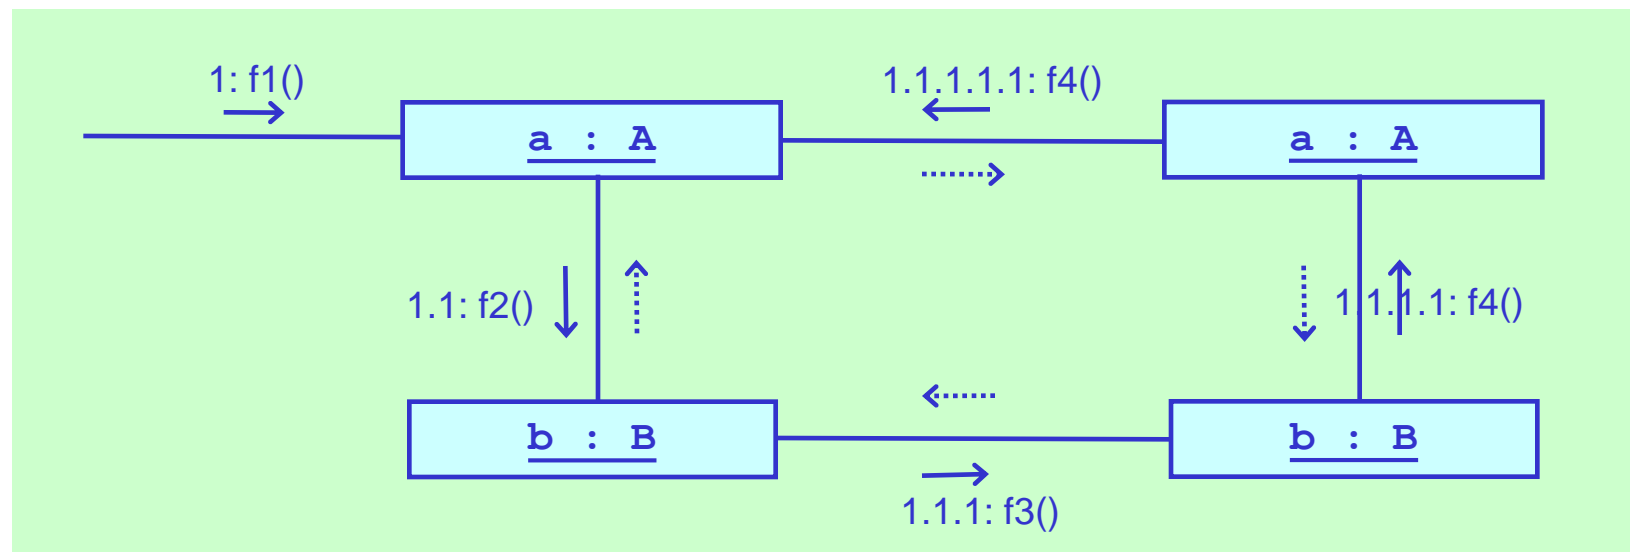 1: f1()
1.1.1.1.1: f4()
a : A
a : A
1.1: f2()
1.1.1.1: f4()
b : B
b : B
1.1.1: f3()